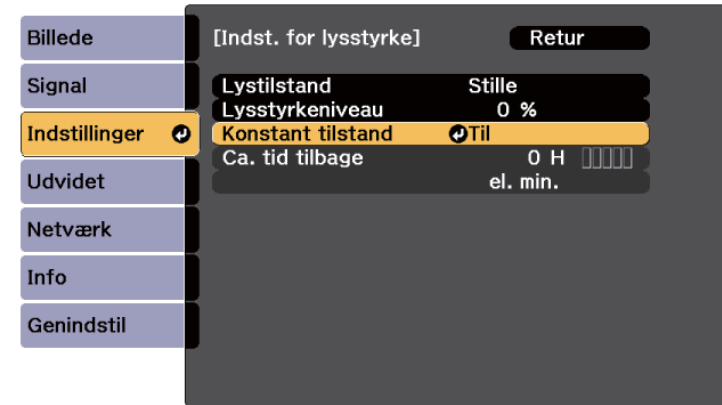 Billede
Signal
Indstillinger
Udvidet
Netværk
Info
Genindstil
[Indst. for lysstyrke] Retur
Lystilstand Stille
Lysstyrkeniveau 0 %
Konstant tilstand Til
Ca. tid tilbage 0 H
el. min.